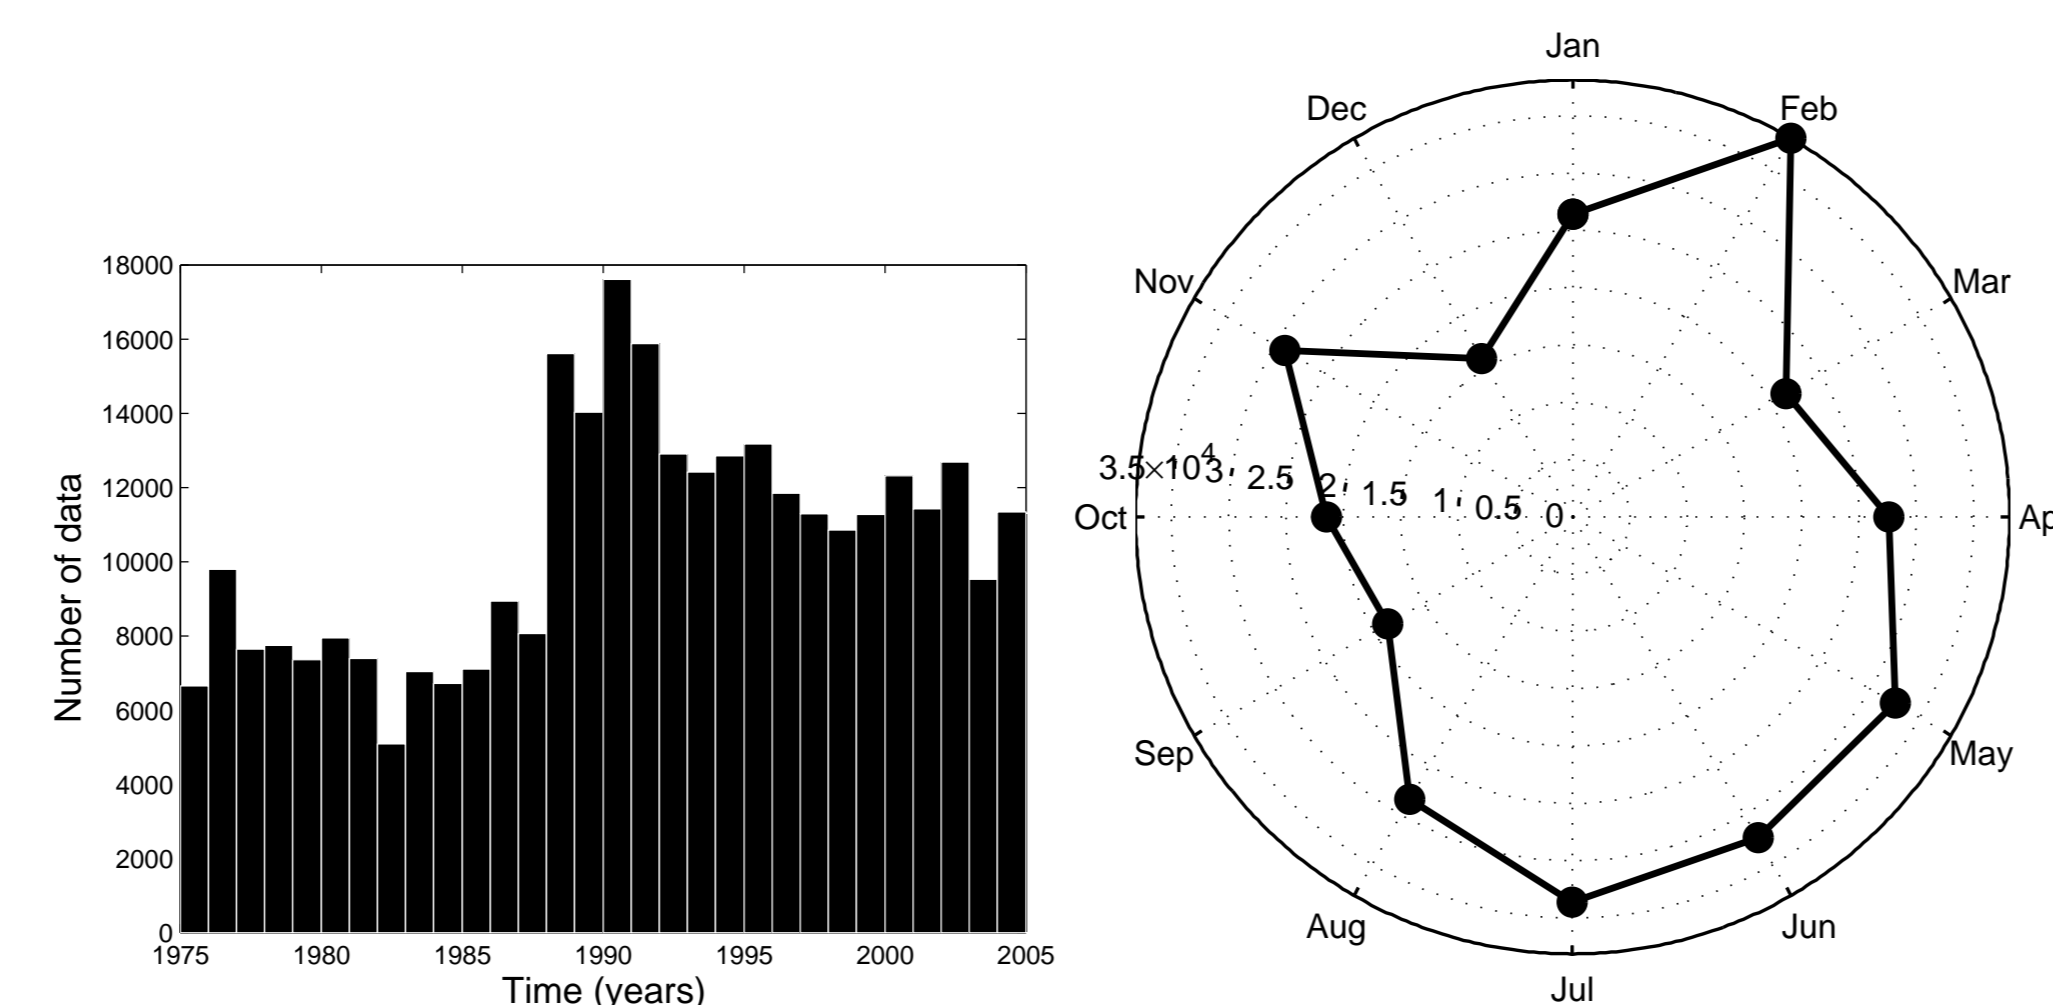 18000
16000
14000
12000
10000
8000
6000
4000
2000
0
Number of data
1975 1980 1985 1990 1995 2000 2005
Time (years)
Jan
Feb
Mar
Ap
May
Jun
Jul
Aug
Sep
Oct
Nov
Dec
3.5×10⁴ 3 2.5 2 1.5 1 0.5 0